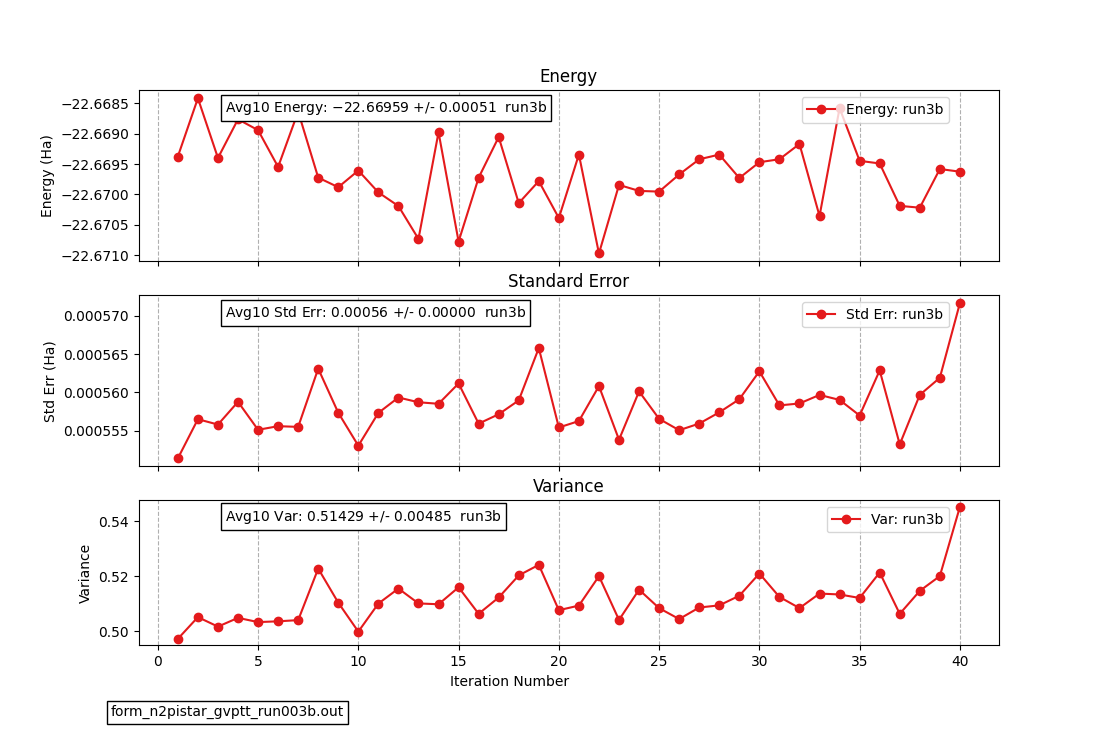 Energy
Avg10 Energy: −22.66959 +/- 0.00051 run3b
Energy: run3b
−22.6685
−22.6690
−22.6695
−22.6700
−22.6705
−22.6710
Energy (Ha)
Standard Error
Avg10 Std Err: 0.00056 +/- 0.00000 run3b
Std Err: run3b
0.000570
0.000565
0.000560
0.000555
Std Err (Ha)
Variance
Avg10 Var: 0.51429 +/- 0.00485 run3b
Var: run3b
0.54
0.52
0.50
Variance
0 5 10 15 20 25 30 35 40
Iteration Number
form_n2pistar_gvptt_run003b.out